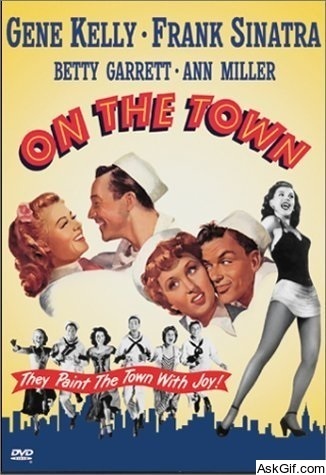 GENE KELLY · FRANK SINATRA
BETTY GARRETT · ANN MILLER
ON THE TOWN
They Paint The Town With Joy!
DVD
AskGif.com